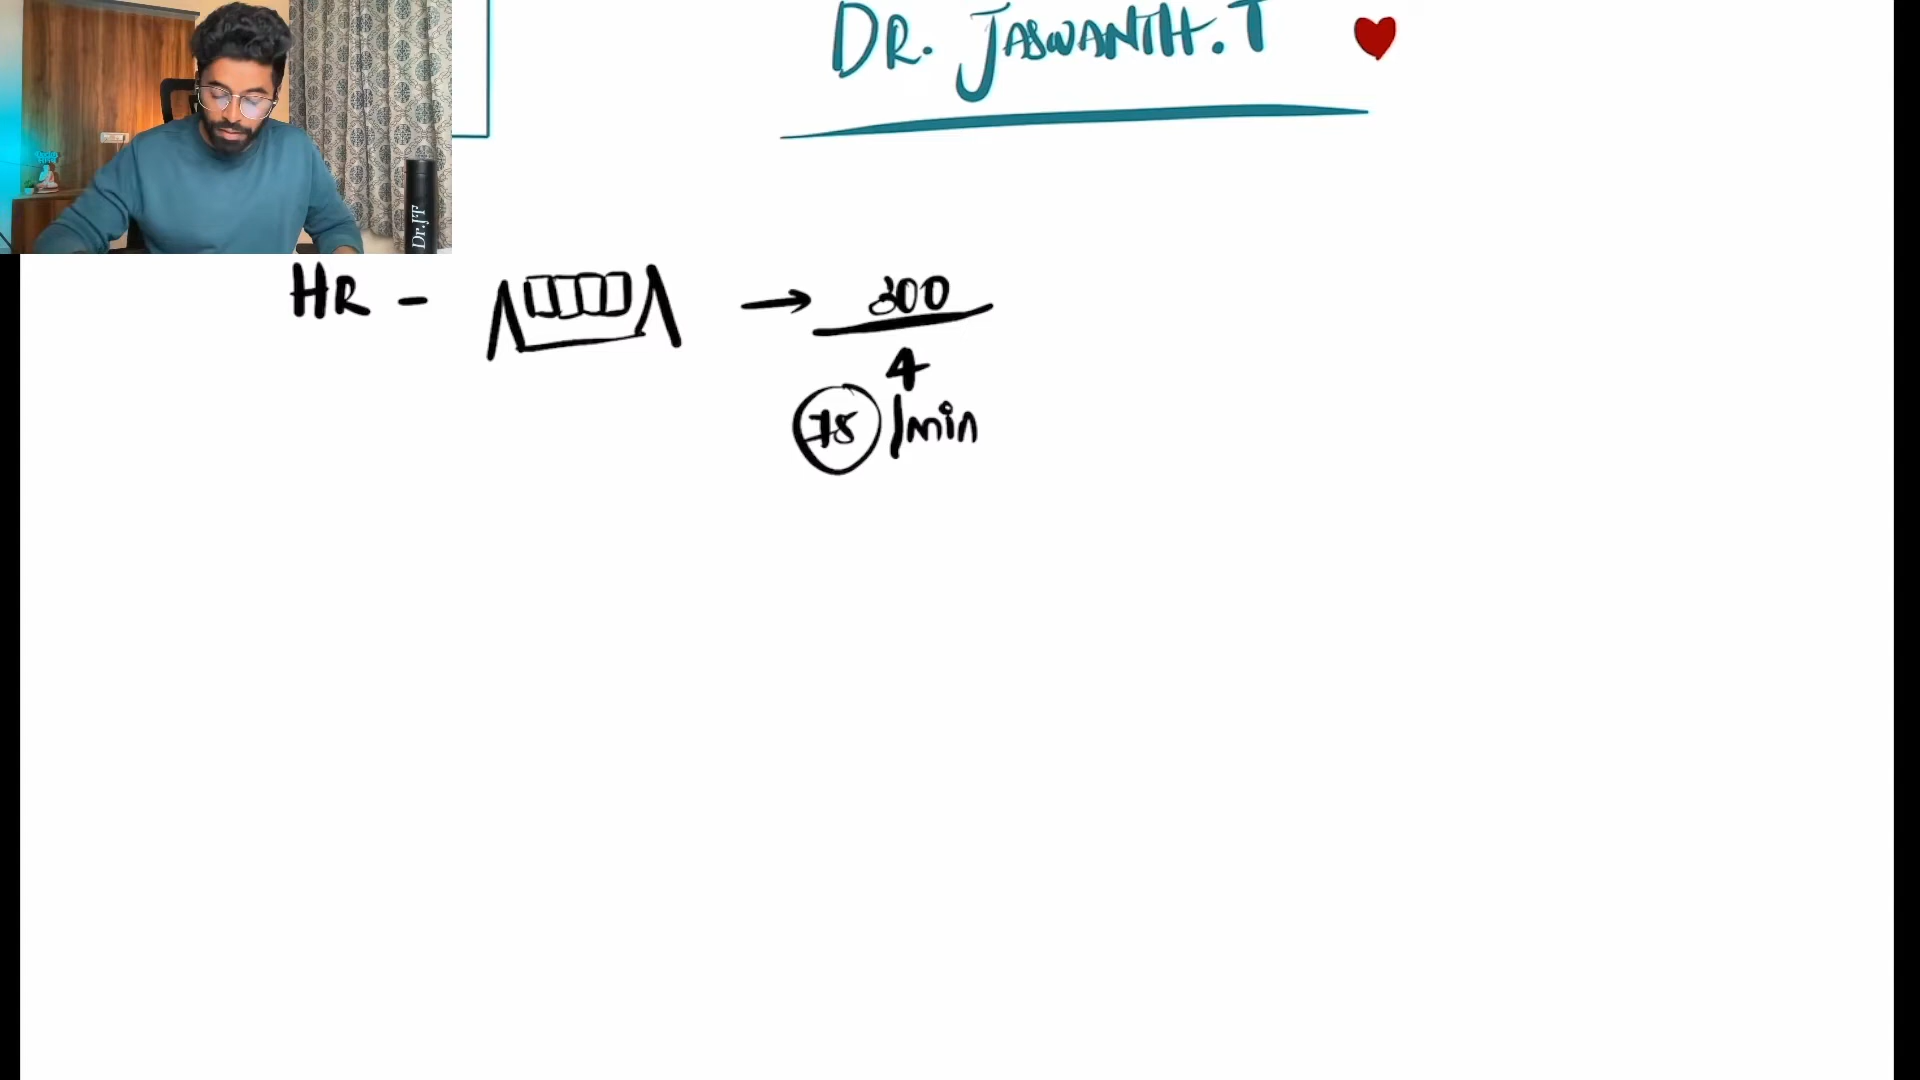 DR. JASWANTH.T
Dr.JT
HR - → 300
4
75 /min